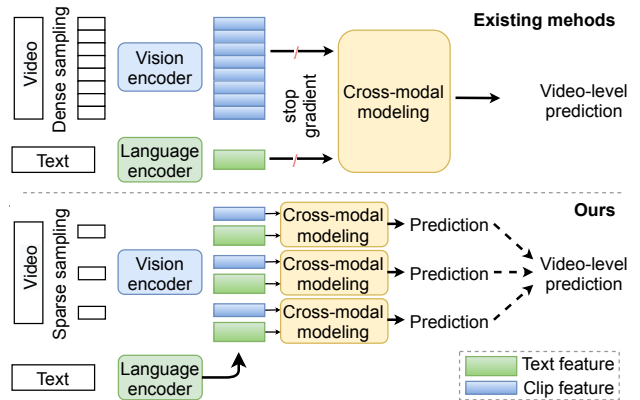 Existing mehods
Video
Dense sampling
Vision
encoder
stop
gradient
Cross-modal
modeling
Video-level
prediction
Text
Language
encoder
Ours
Video
Sparse sampling
Vision
encoder
Cross-modal
modeling
Prediction
Cross-modal
modeling
Prediction
Cross-modal
modeling
Prediction
Video-level
prediction
Text
Language
encoder
Text feature
Clip feature